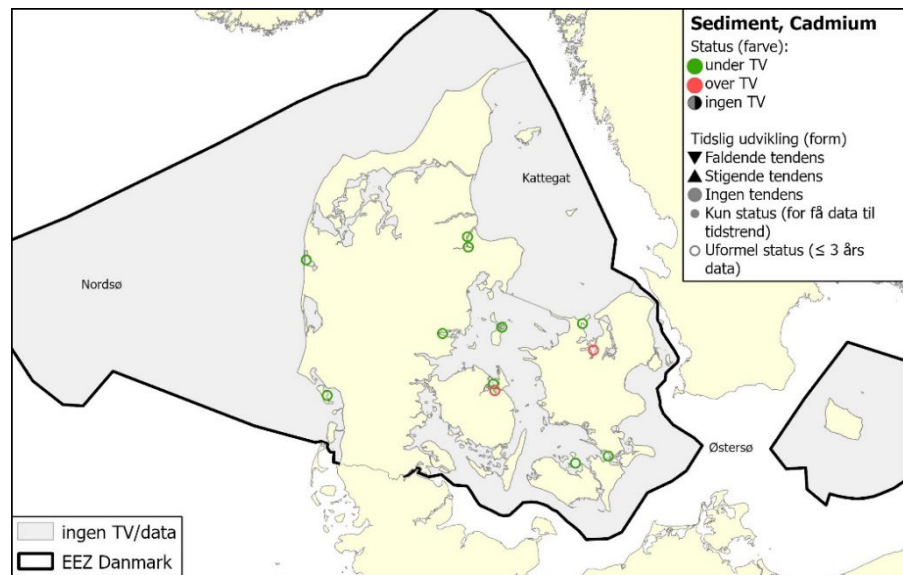 Sediment, Cadmium
Status (farve):
under TV
over TV
ingen TV
Tidslig udvikling (form)
Faldende tendens
Stigende tendens
Ingen tendens
Kun status (for få data til
tidstrend)
Uformel status (≤ 3 års
data)
Kattegat
Nordsø
Østersø
ingen TV/data
EEZ Danmark